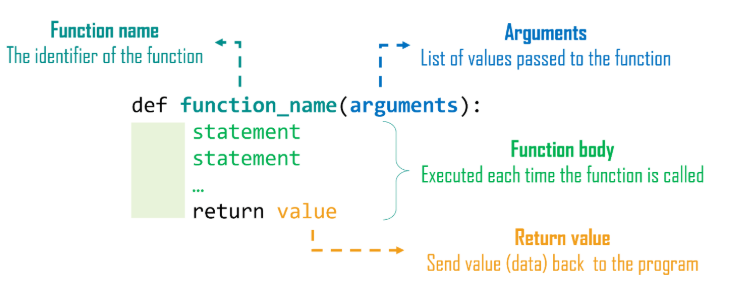 Function name
The identifier of the function
Arguments
List of values passed to the function
def function_name(arguments):
statement
statement
…
return value
Function body
Executed each time the function is called
Return value
Send value (data) back to the program